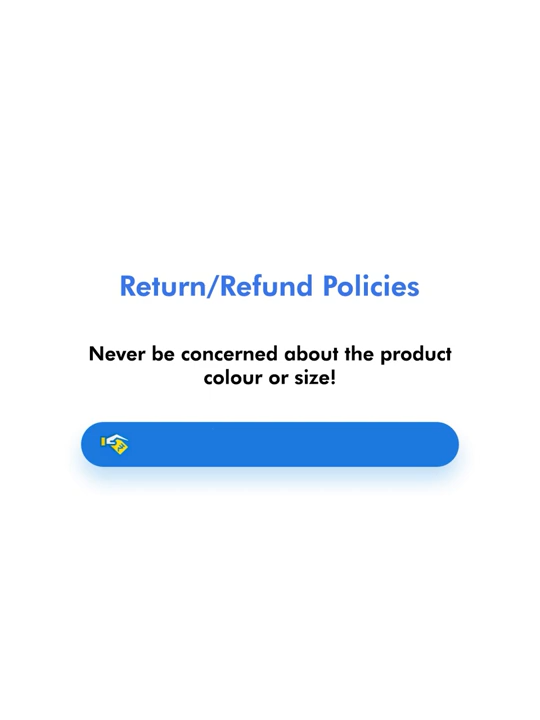 Return/Refund Policies
Never be concerned about the product
colour or size!